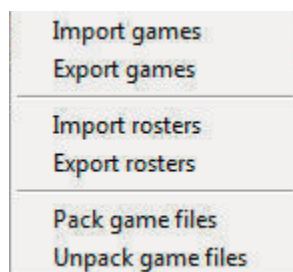 Import games
Export games
Import rosters
Export rosters
Pack game files
Unpack game files